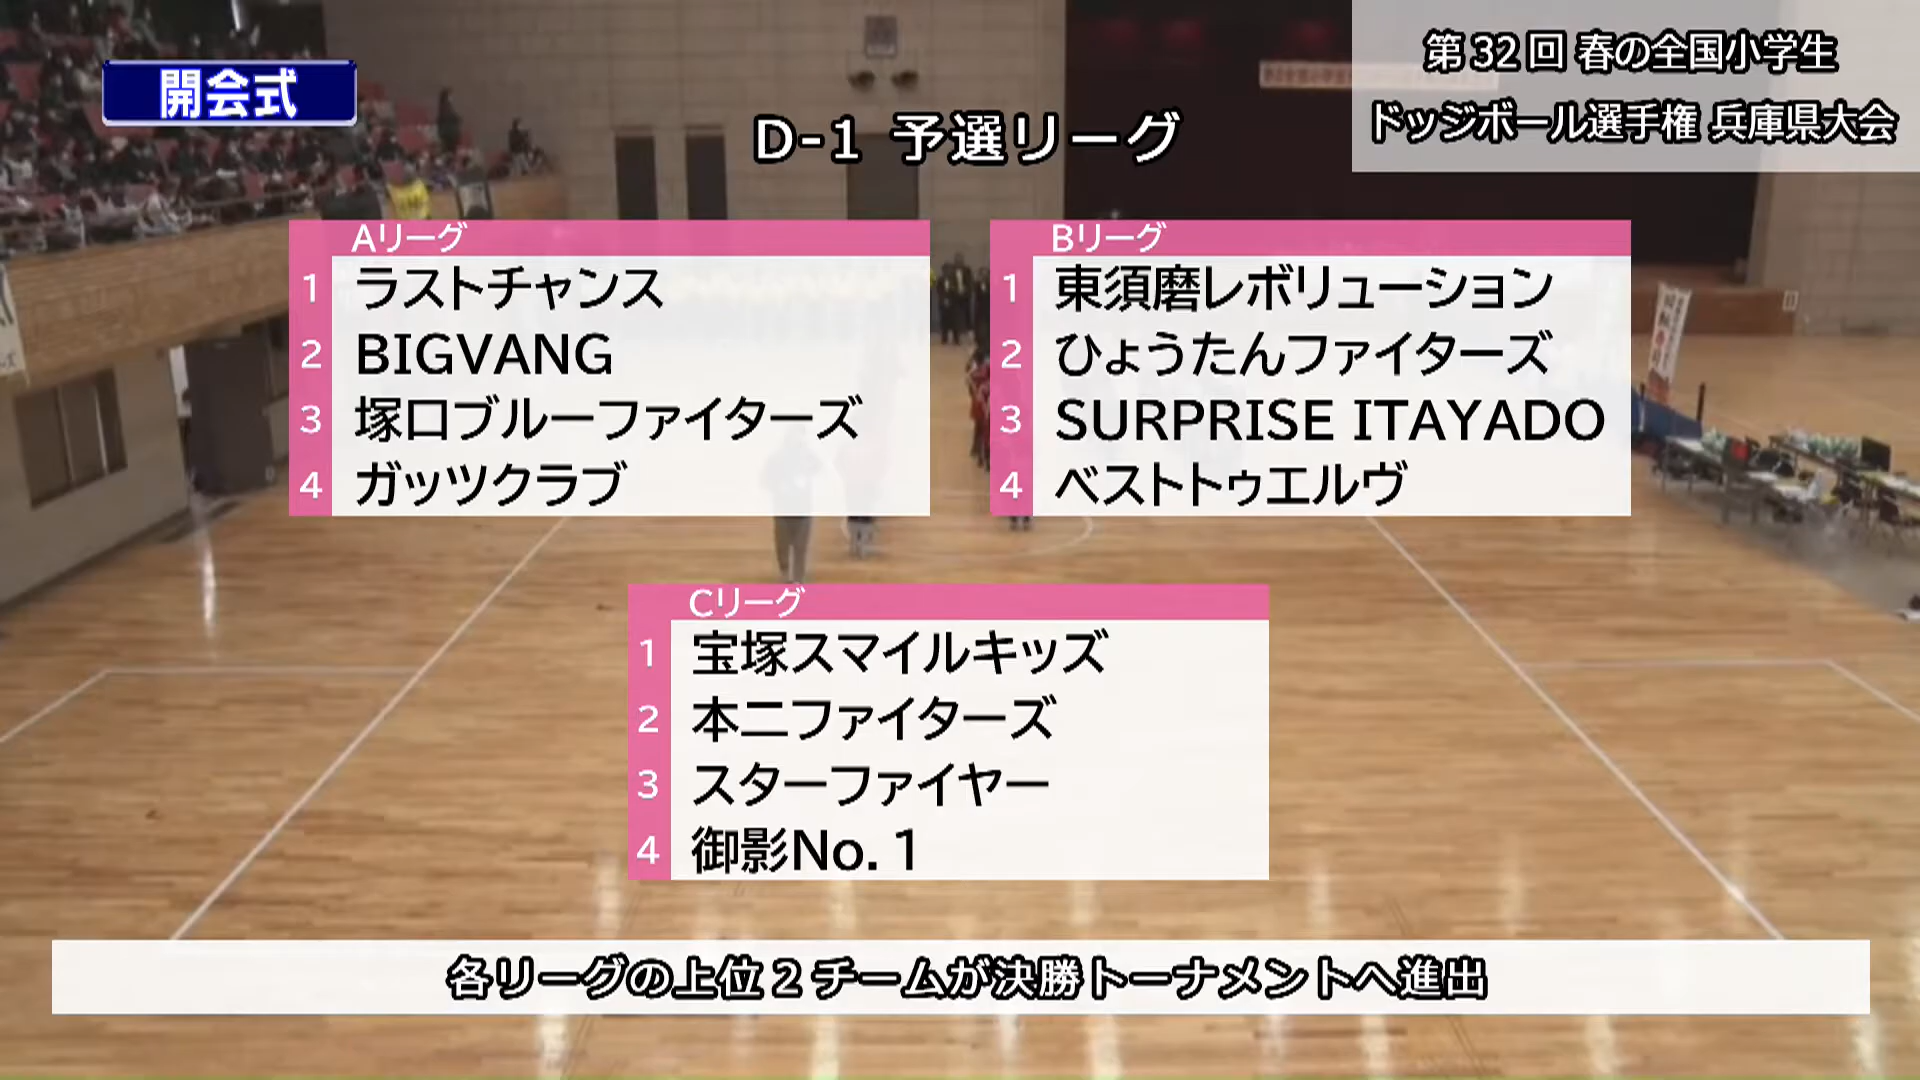 開会式
第32回 春の全国小学生
ドッジボール選手権 兵庫県大会
D-1 予選リーグ
Aリーグ
1 ラストチャンス
2 BIGVANG
3 塚口ブルーファイターズ
4 ガッツクラブ
Bリーグ
1 東須磨レボリューション
2 ひょうたんファイターズ
3 SURPRISE ITAYADO
4 ベストトゥエルヴ
Cリーグ
1 宝塚スマイルキッズ
2 本二ファイターズ
3 スターファイヤー
4 御影No.1
各リーグの上位2チームが決勝トーナメントへ進出